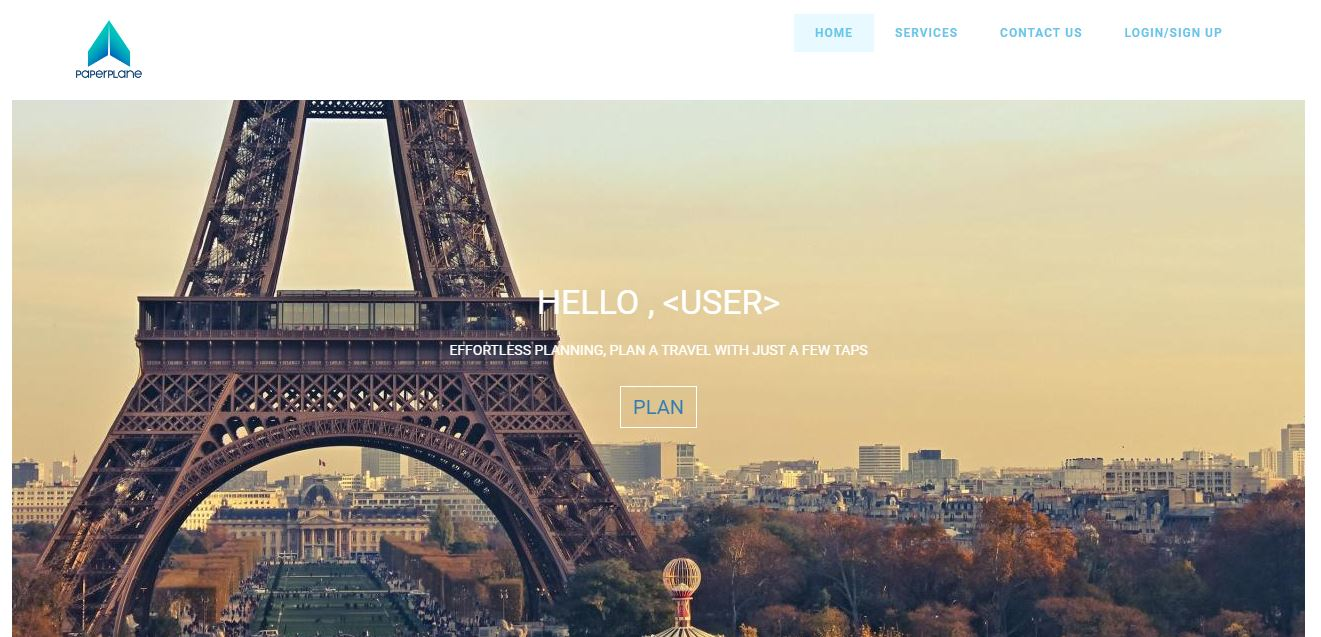 PAPERPLANE
HOME
SERVICES
CONTACT US
LOGIN/SIGN UP
HELLO , <USER>
EFFORTLESS PLANNING, PLAN A TRAVEL WITH JUST A FEW TAPS
PLAN